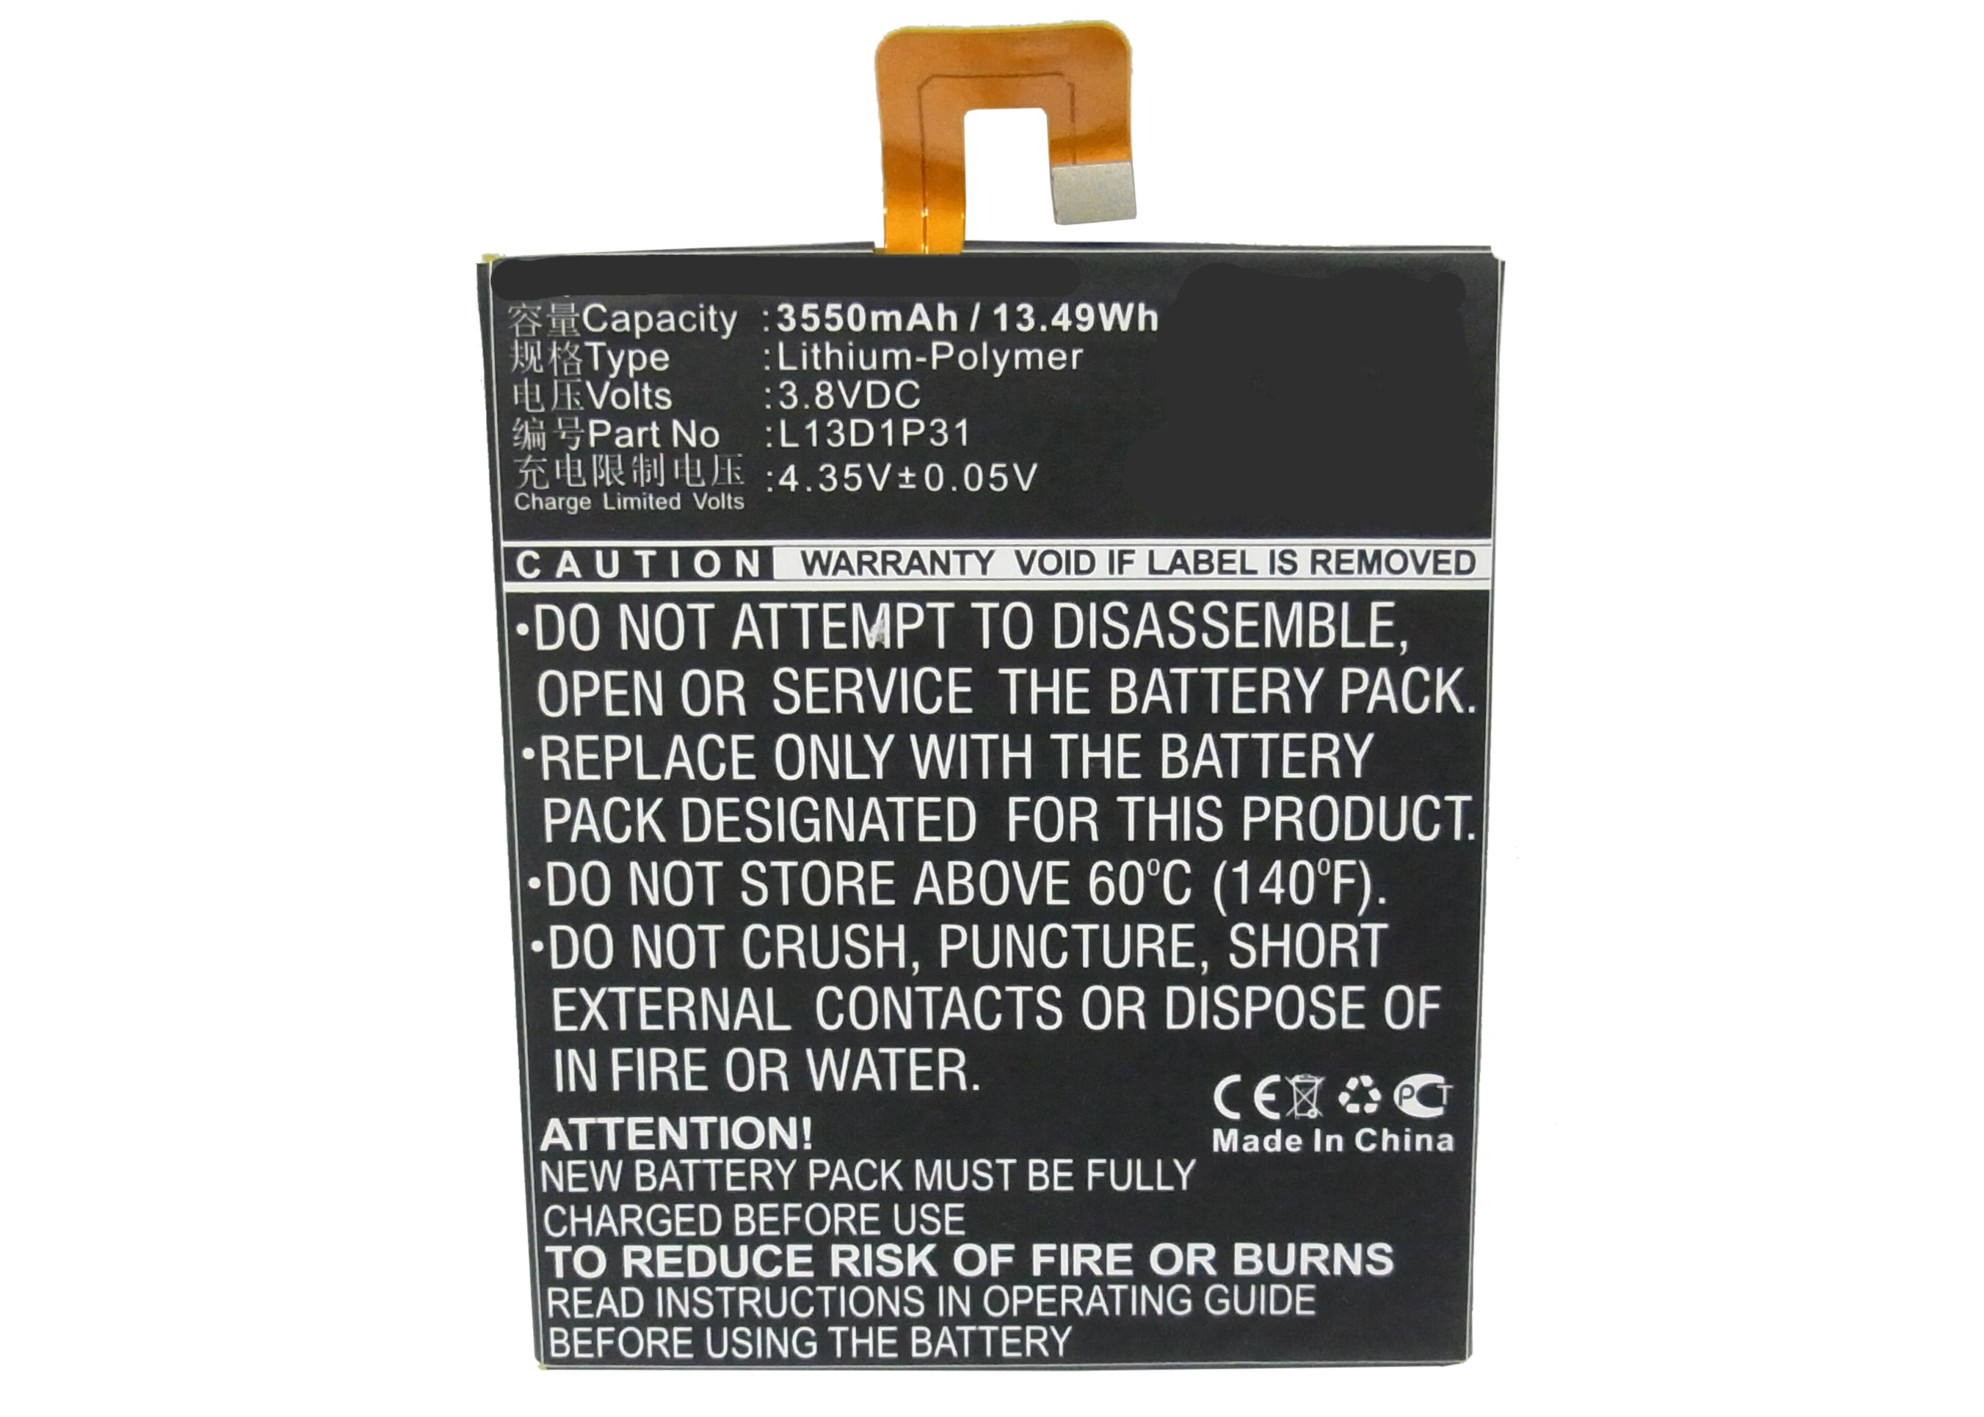 容量Capacity :3550mAh / 13.49Wh
规格Type :Lithium-Polymer
电压Volts :3.8VDC
编号Part No :L13D1P31
充电限制电压 :4.35V±0.05V
Charge Limited Volts
CAUTION WARRANTY VOID IF LABEL IS REMOVED
•DO NOT ATTEMPT TO DISASSEMBLE,
OPEN OR SERVICE THE BATTERY PACK.
•REPLACE ONLY WITH THE BATTERY
PACK DESIGNATED FOR THIS PRODUCT.
•DO NOT STORE ABOVE 60°C (140°F).
•DO NOT CRUSH, PUNCTURE, SHORT
EXTERNAL CONTACTS OR DISPOSE OF
IN FIRE OR WATER.
CE PCT
Made In China
ATTENTION!
NEW BATTERY PACK MUST BE FULLY
CHARGED BEFORE USE
TO REDUCE RISK OF FIRE OR BURNS
READ INSTRUCTIONS IN OPERATING GUIDE
BEFORE USING THE BATTERY